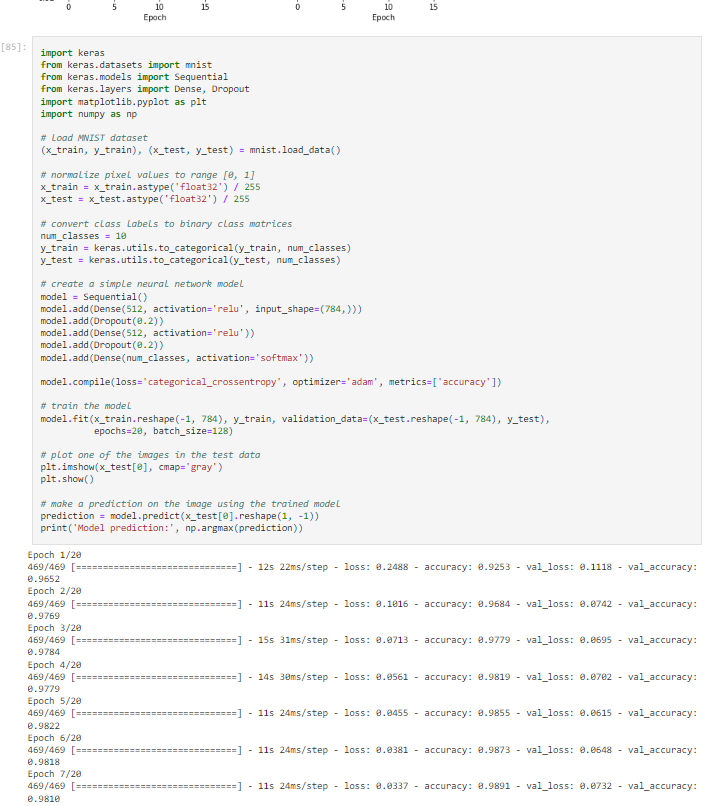 0 5 10 15 0 5 10 15
Epoch Epoch
[85]:
import keras
from keras.datasets import mnist
from keras.models import Sequential
from keras.layers import Dense, Dropout
import matplotlib.pyplot as plt
import numpy as np
# load MNIST dataset
(x_train, y_train), (x_test, y_test) = mnist.load_data()
# normalize pixel values to range [0, 1]
x_train = x_train.astype('float32') / 255
x_test = x_test.astype('float32') / 255
# convert class labels to binary class matrices
num_classes = 10
y_train = keras.utils.to_categorical(y_train, num_classes)
y_test = keras.utils.to_categorical(y_test, num_classes)
# create a simple neural network model
model = Sequential()
model.add(Dense(512, activation='relu', input_shape=(784,)))
model.add(Dropout(0.2))
model.add(Dense(512, activation='relu'))
model.add(Dropout(0.2))
model.add(Dense(num_classes, activation='softmax'))
model.compile(loss='categorical_crossentropy', optimizer='adam', metrics=['accuracy'])
# train the model
model.fit(x_train.reshape(-1, 784), y_train, validation_data=(x_test.reshape(-1, 784), y_test),
epochs=20, batch_size=128)
# plot one of the images in the test data
plt.imshow(x_test[0], cmap='gray')
plt.show()
# make a prediction on the image using the trained model
prediction = model.predict(x_test[0].reshape(1, -1))
print('Model prediction:', np.argmax(prediction))
Epoch 1/20
469/469 [==============================] - 12s 22ms/step - loss: 0.2488 - accuracy: 0.9253 - val_loss: 0.1118 - val_accuracy:
0.9652
Epoch 2/20
469/469 [==============================] - 11s 24ms/step - loss: 0.1016 - accuracy: 0.9684 - val_loss: 0.0742 - val_accuracy:
0.9769
Epoch 3/20
469/469 [==============================] - 15s 31ms/step - loss: 0.0713 - accuracy: 0.9779 - val_loss: 0.0695 - val_accuracy:
0.9784
Epoch 4/20
469/469 [==============================] - 14s 30ms/step - loss: 0.0561 - accuracy: 0.9819 - val_loss: 0.0702 - val_accuracy:
0.9779
Epoch 5/20
469/469 [==============================] - 11s 24ms/step - loss: 0.0455 - accuracy: 0.9855 - val_loss: 0.0615 - val_accuracy:
0.9822
Epoch 6/20
469/469 [==============================] - 11s 24ms/step - loss: 0.0381 - accuracy: 0.9873 - val_loss: 0.0648 - val_accuracy:
0.9818
Epoch 7/20
469/469 [==============================] - 11s 24ms/step - loss: 0.0337 - accuracy: 0.9891 - val_loss: 0.0732 - val_accuracy:
0.9810